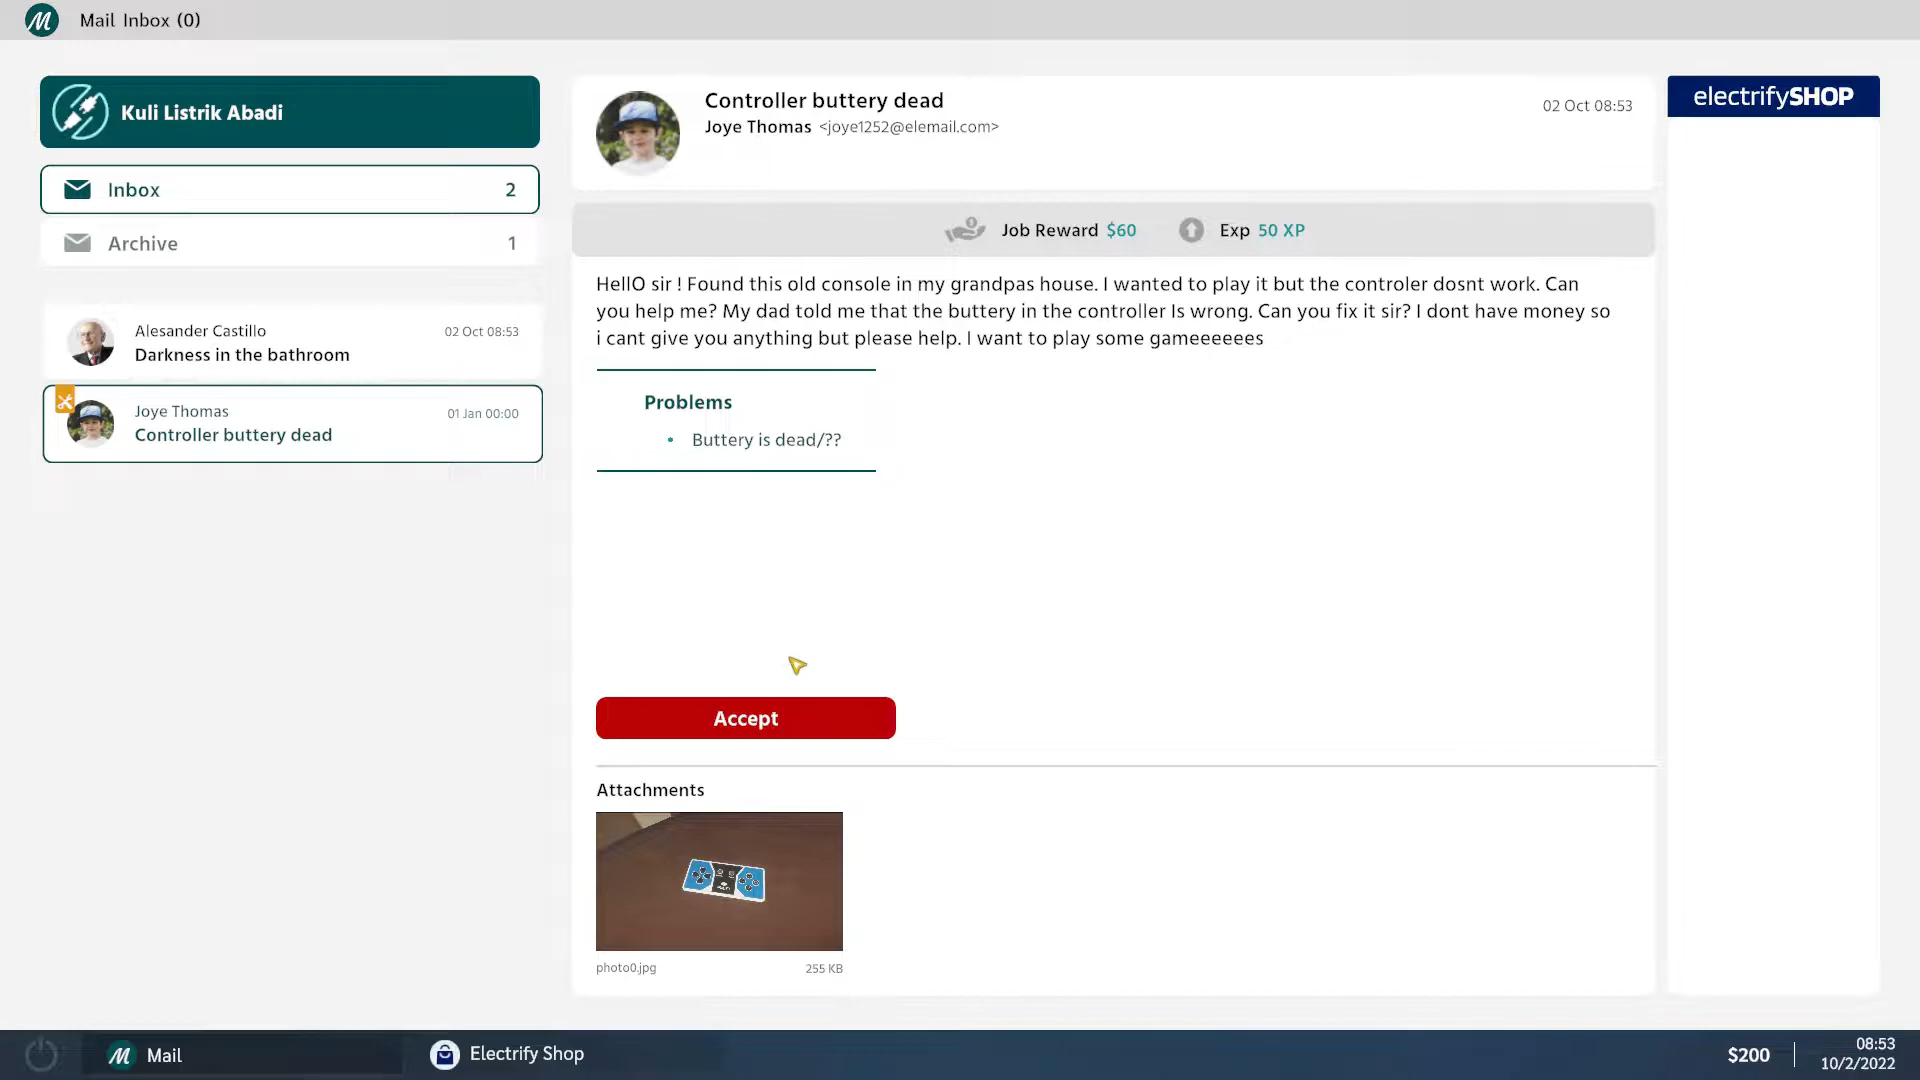 Mail Inbox (0)
Kuli Listrik Abadi
Inbox 2
Archive 1
Alesander Castillo 02 Oct 08:53
Darkness in the bathroom
Joye Thomas 01 Jan 00:00
Controller buttery dead
Controller buttery dead
Joye Thomas <joye1252@elemail.com>
02 Oct 08:53
Job Reward $60 Exp 50 XP
HellO sir ! Found this old console in my grandpas house. I wanted to play it but the controler dosnt work. Can
you help me? My dad told me that the buttery in the controller Is wrong. Can you fix it sir? I dont have money so
i cant give you anything but please help. I want to play some gameeeeees
Problems
• Buttery is dead/??
Accept
Attachments
photo0.jpg 255 KB
electrifySHOP
Mail
Electrify Shop
$200
08:53
10/2/2022